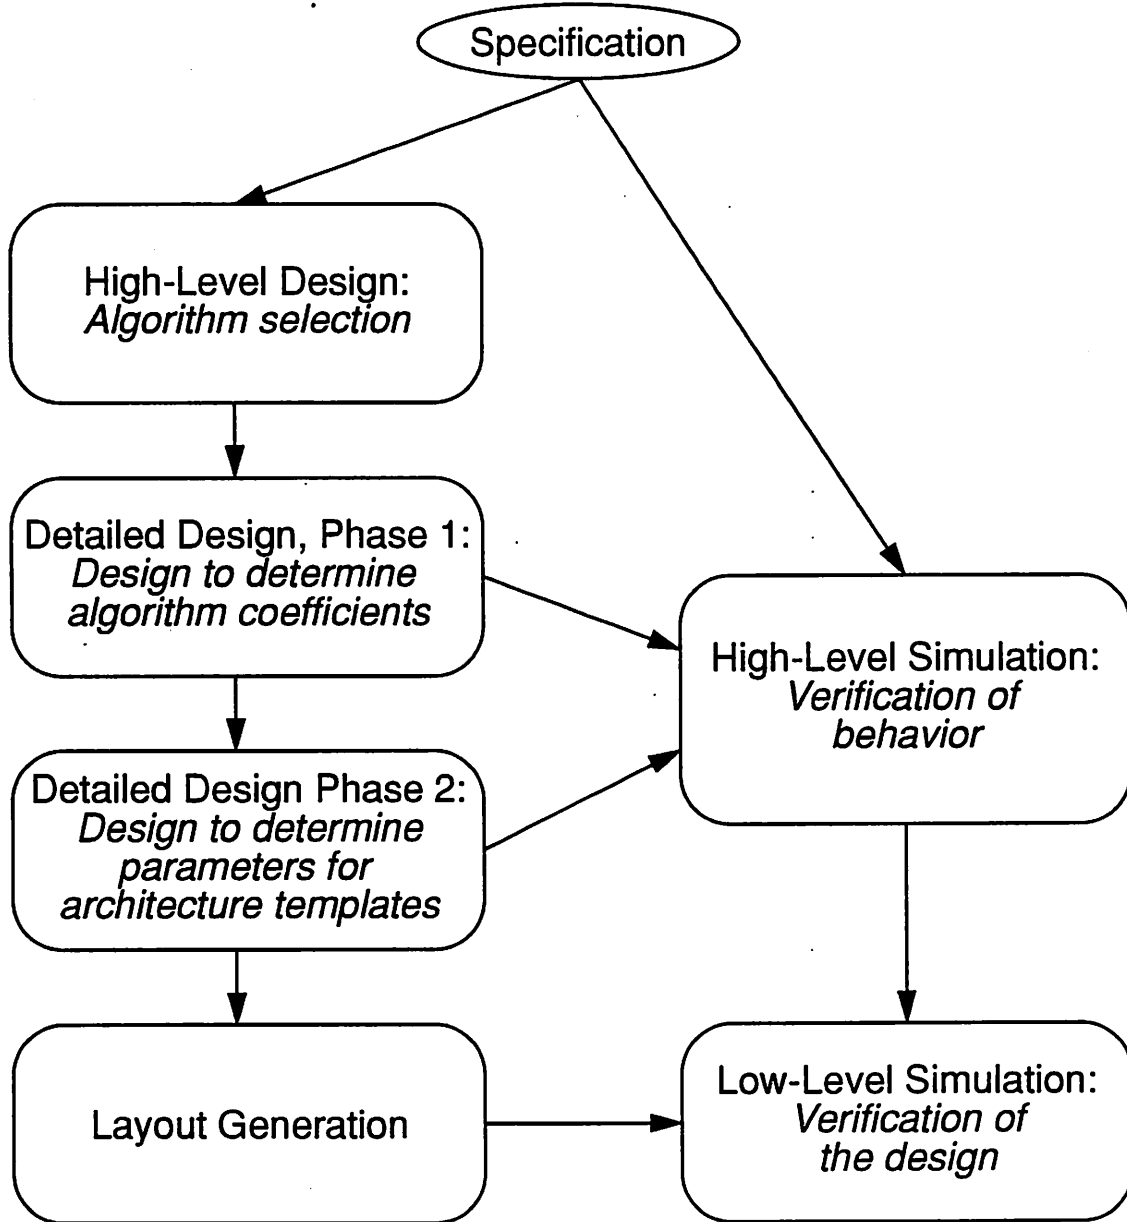 Specification
High-Level Design:
Algorithm selection
Detailed Design, Phase 1:
Design to determine
algorithm coefficients
High-Level Simulation:
Verification of
behavior
Detailed Design Phase 2:
Design to determine
parameters for
architecture templates
Layout Generation
Low-Level Simulation:
Verification of
the design